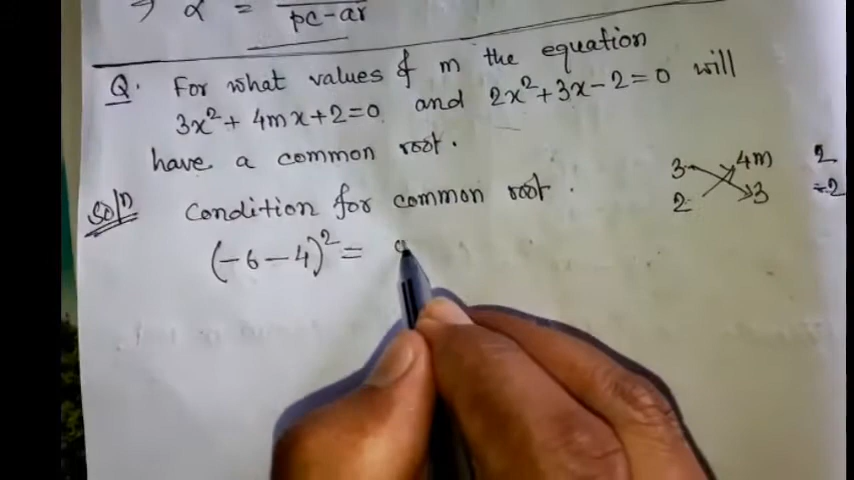 ⇒ α = pc-ar
Q. For what values of m the equation
3x²+ 4mx+2=0 and 2x²+3x-2=0 will
have a common root.
Soln Condition for common root.
3 4m 2
2 3 -2
(-6-4)² =